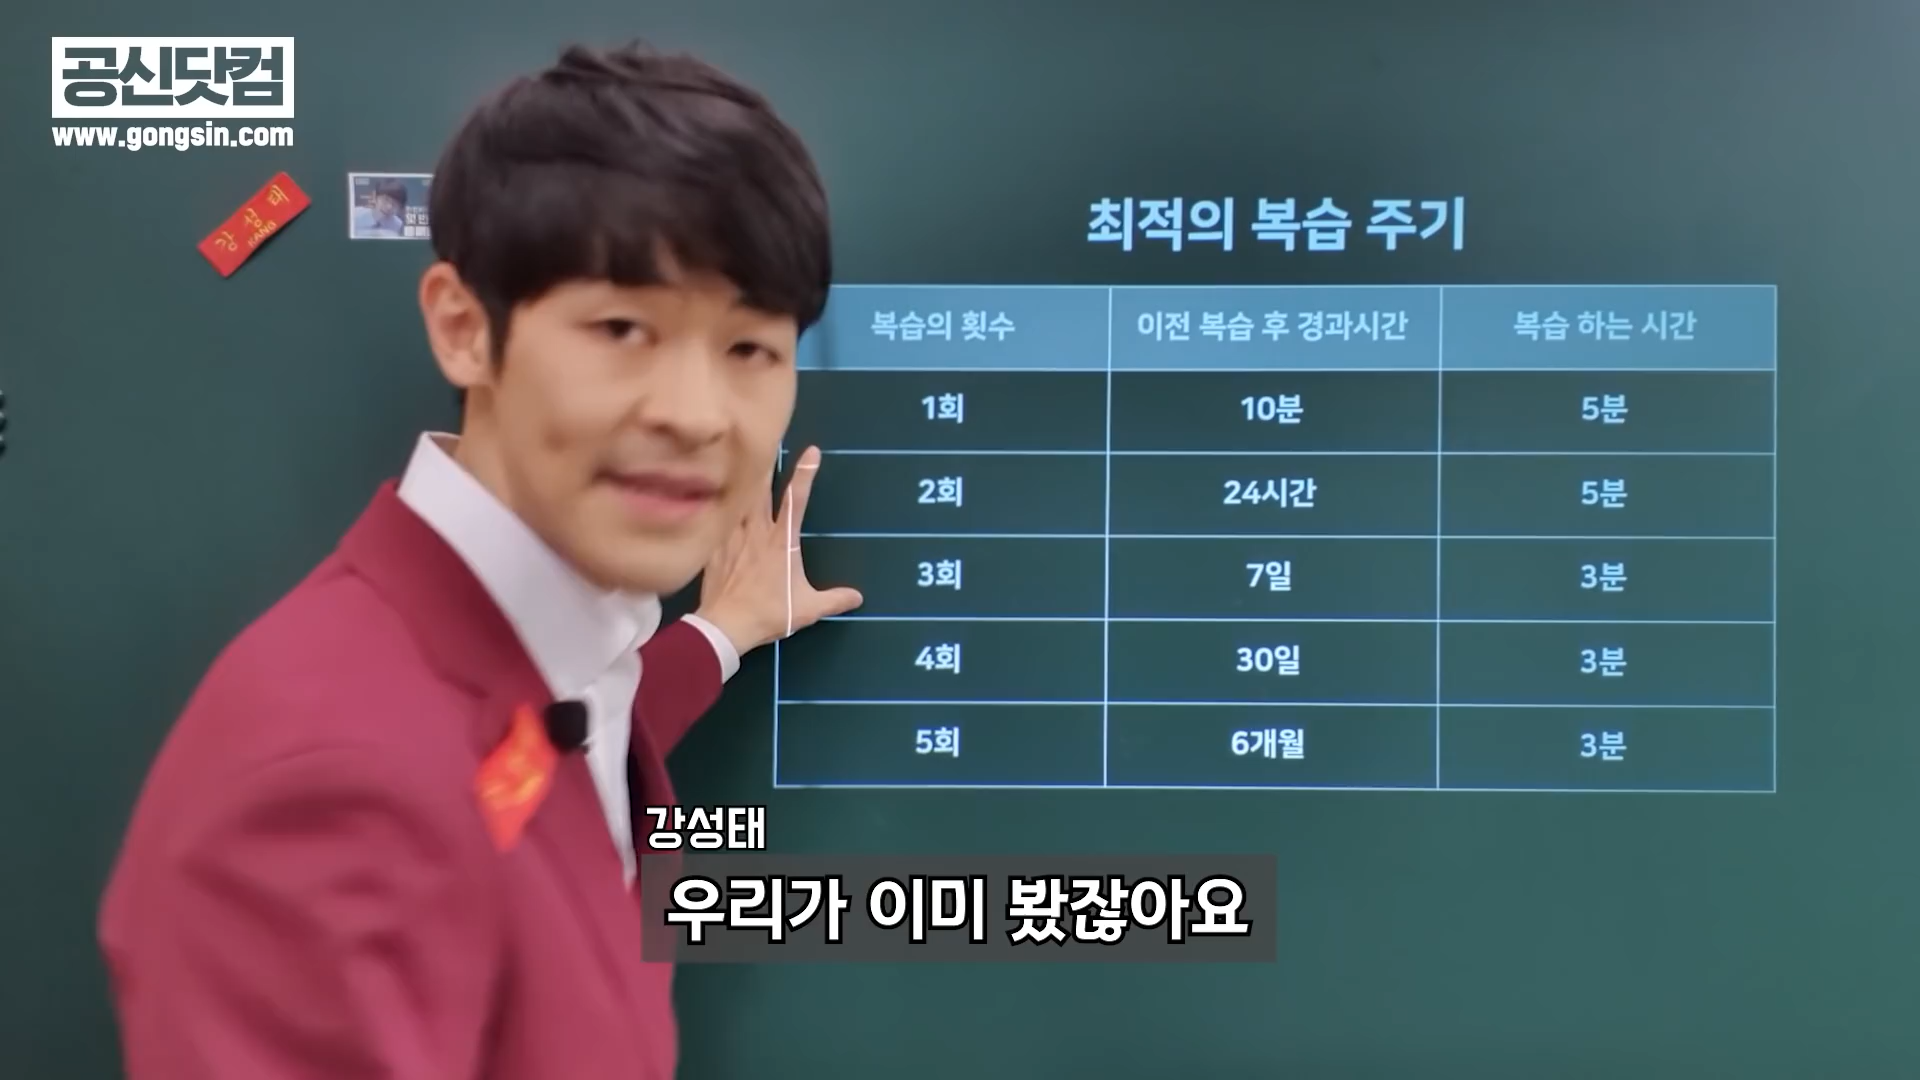 공신닷컴
www.gongsin.com
강성태
KANG
최적의 복습 주기
복습의 횟수 이전 복습 후 경과시간 복습 하는 시간
1회 10분 5분
2회 24시간 5분
3회 7일 3분
4회 30일 3분
5회 6개월 3분
강성태
우리가 이미 봤잖아요